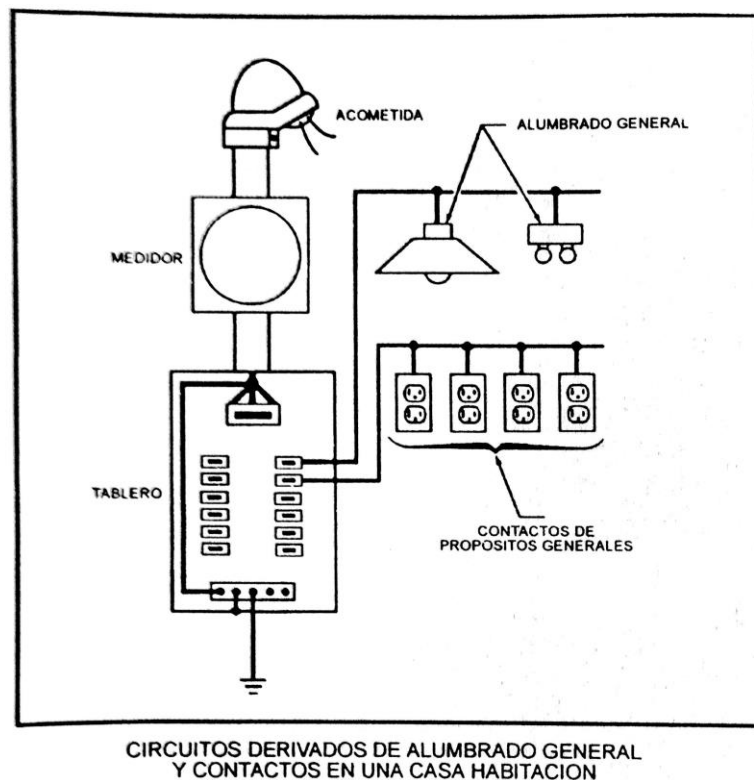 ACOMETIDA
ALUMBRADO GENERAL
MEDIDOR
TABLERO
CONTACTOS DE
PROPOSITOS GENERALES
CIRCUITOS DERIVADOS DE ALUMBRADO GENERAL
Y CONTACTOS EN UNA CASA HABITACION